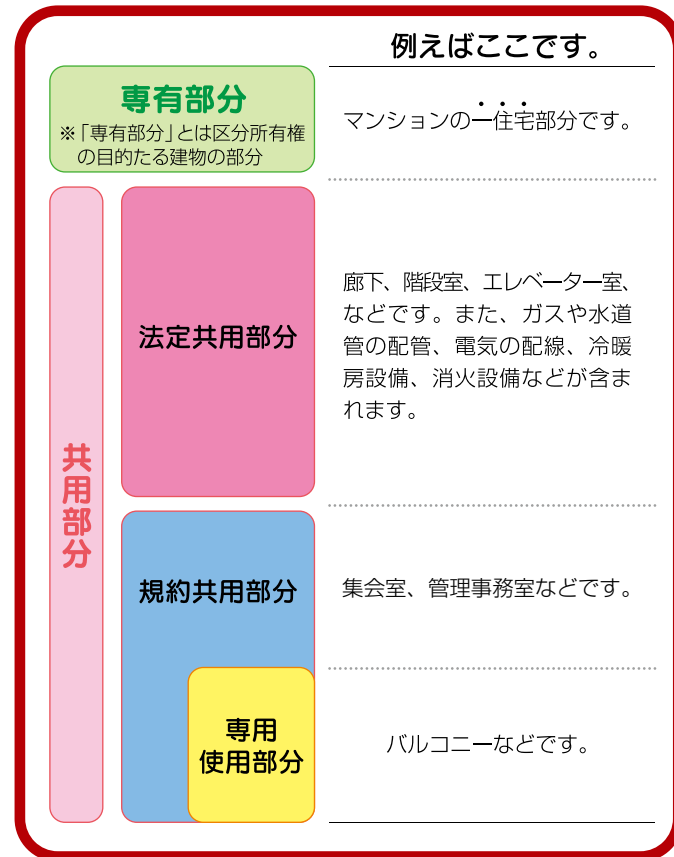 例えばここです。
専有部分
※「専有部分」とは区分所有権
の目的たる建物の部分
マンションの一住宅部分です。
共用部分
法定共用部分
廊下、階段室、エレベーター室、
などです。また、ガスや水道
管の配管、電気の配線、冷暖
房設備、消火設備などが含ま
れます。
規約共用部分
集会室、管理事務室などです。
専用
使用部分
バルコニーなどです。